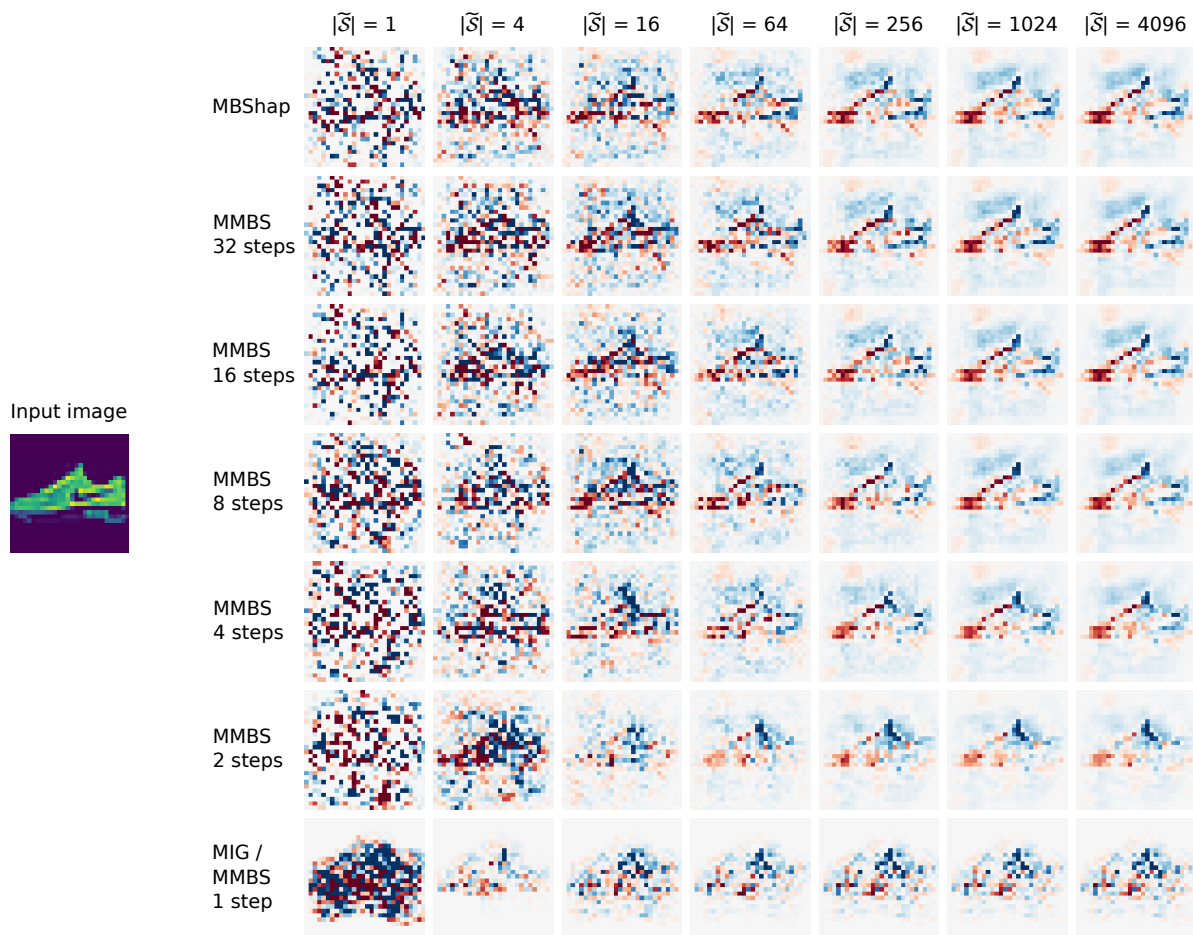 |S̃| = 1 |S̃| = 4 |S̃| = 16 |S̃| = 64 |S̃| = 256 |S̃| = 1024 |S̃| = 4096
MBShap
MMBS
32 steps
MMBS
16 steps
Input image
MMBS
8 steps
MMBS
4 steps
MMBS
2 steps
MIG /
MMBS
1 step